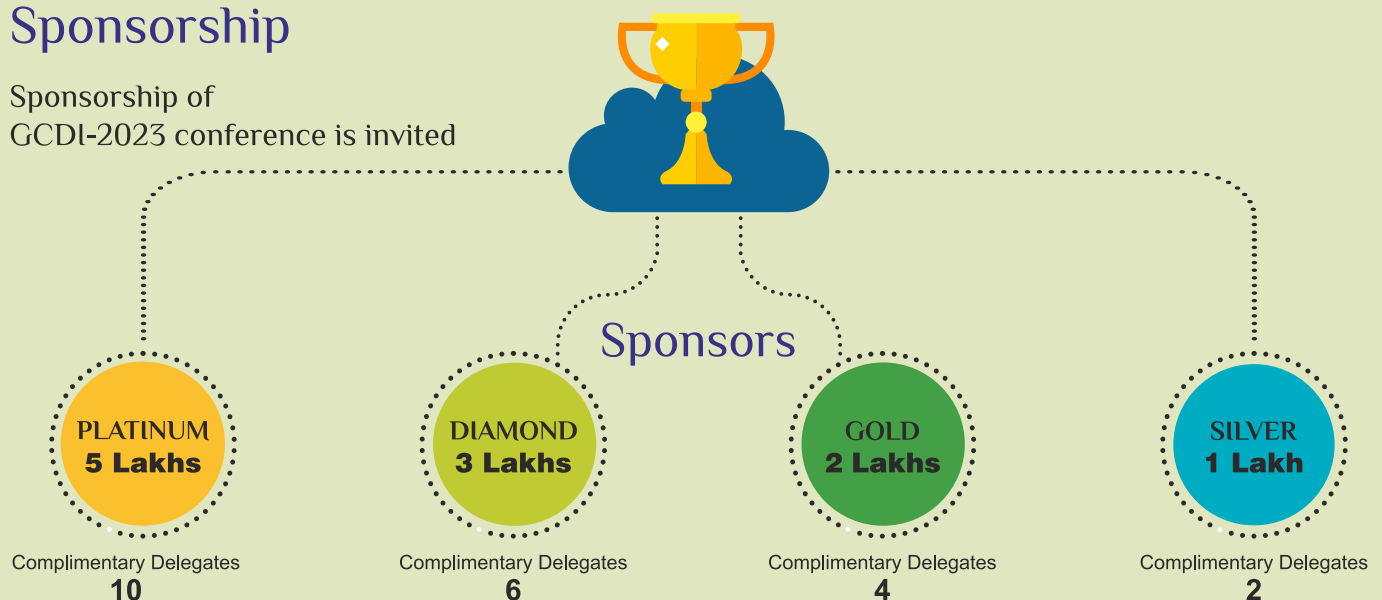 Sponsorship
Sponsorship of
GCDI-2023 conference is invited
Sponsors
PLATINUM
5 Lakhs
Complimentary Delegates
10
DIAMOND
3 Lakhs
Complimentary Delegates
6
GOLD
2 Lakhs
Complimentary Delegates
4
SILVER
1 Lakh
Complimentary Delegates
2